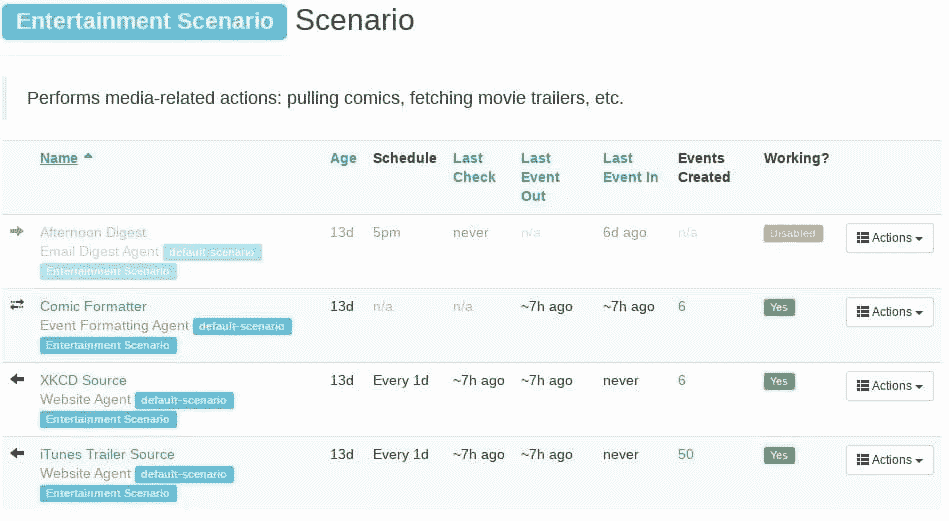 Entertainment Scenario Scenario
Performs media-related actions: pulling comics, fetching movie trailers, etc.
Name Age Schedule Last Check Last Event Out Last Event In Events Created Working?
Afternoon Digest 13d 5pm never n/a 6d ago n/a Disabled Actions
Email Digest Agent default-scenario
Entertainment Scenario
Comic Formatter 13d n/a n/a ~7h ago ~7h ago 6 Yes Actions
Event Formatting Agent default-scenario
Entertainment Scenario
XKCD Source 13d Every 1d ~7h ago ~7h ago never 6 Yes Actions
Website Agent default-scenario
Entertainment Scenario
iTunes Trailer Source 13d Every 1d ~7h ago ~7h ago never 50 Yes Actions
Website Agent default-scenario
Entertainment Scenario